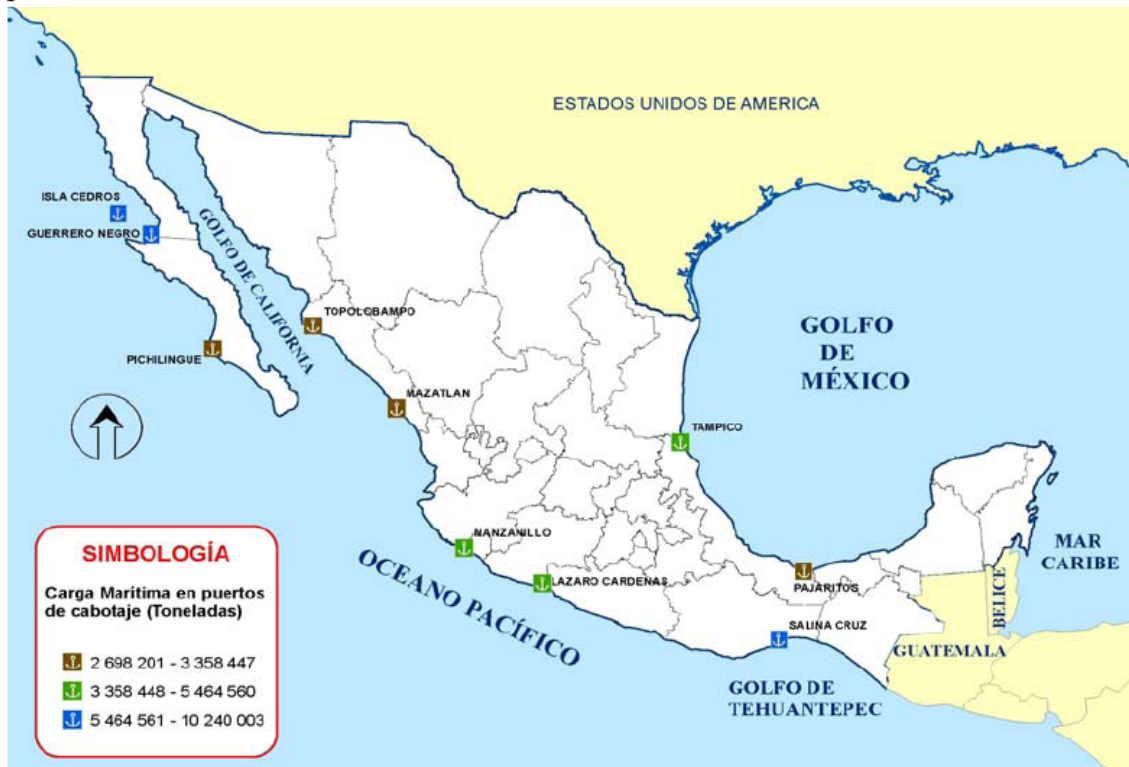 ESTADOS UNIDOS DE AMERICA
ISLA CEDROS
GUERRERO NEGRO
GOLFO DE CALIFORNIA
TOPOLOBAMPO
PICHILINGUE
MAZATLAN
GOLFO
DE
MÉXICO
TAMPICO
MANZANILLO
LAZARO CARDENAS
OCEANO PACÍFICO
PAJARITOS
SALINA CRUZ
MAR
CARIBE
BELICE
GUATEMALA
GOLFO DE
TEHUANTEPEC
SIMBOLOGÍA
Carga Marítima en puertos
de cabotaje (Toneladas)
2 698 201 - 3 358 447
3 358 448 - 5 464 560
5 464 561 - 10 240 003